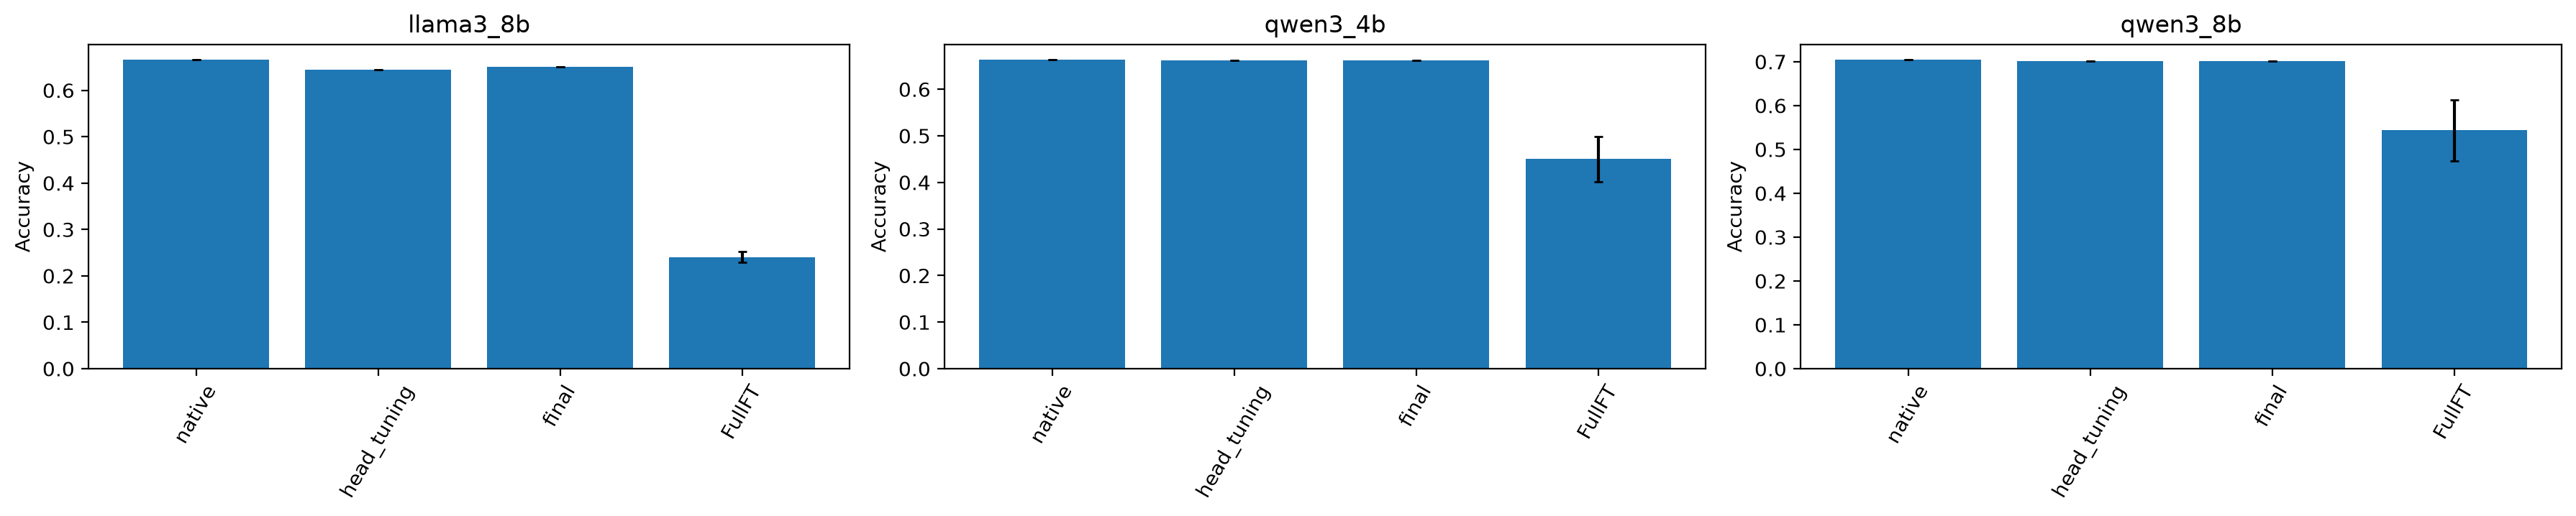 llama3_8b
Accuracy
0.6
0.5
0.4
0.3
0.2
0.1
0.0
native
head_tuning
final
FullFT
qwen3_4b
Accuracy
0.6
0.5
0.4
0.3
0.2
0.1
0.0
native
head_tuning
final
FullFT
qwen3_8b
Accuracy
0.7
0.6
0.5
0.4
0.3
0.2
0.1
0.0
native
head_tuning
final
FullFT